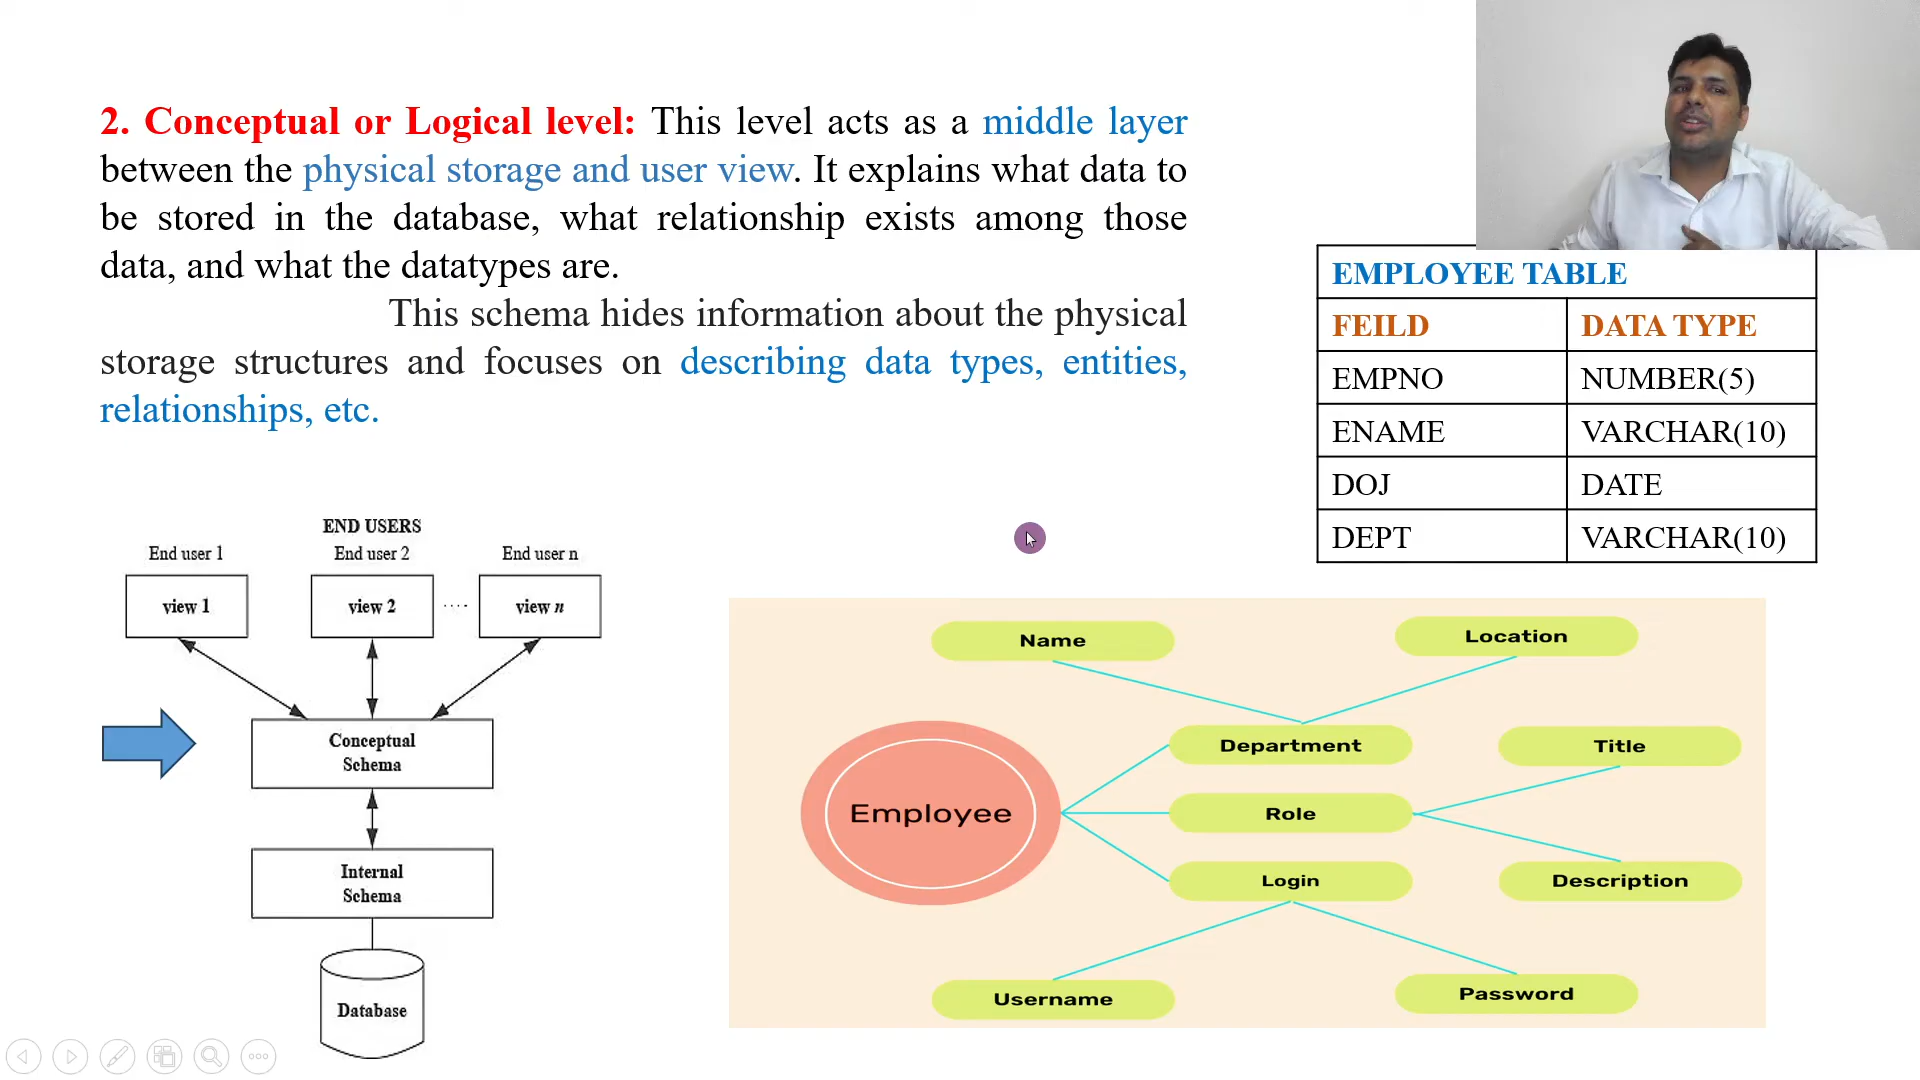 2. Conceptual or Logical level: This level acts as a middle layer
between the physical storage and user view. It explains what data to
be stored in the database, what relationship exists among those
data, and what the datatypes are.
This schema hides information about the physical
storage structures and focuses on describing data types, entities,
relationships, etc.
EMPLOYEE TABLE
FEILD DATA TYPE
EMPNO NUMBER(5)
ENAME VARCHAR(10)
DOJ DATE
DEPT VARCHAR(10)
END USERS
End user 1 End user 2 End user n
view 1 view 2 .... view n
Conceptual
Schema
Internal
Schema
Database
Name Location
Department Title
Employee Role
Login Description
Username Password